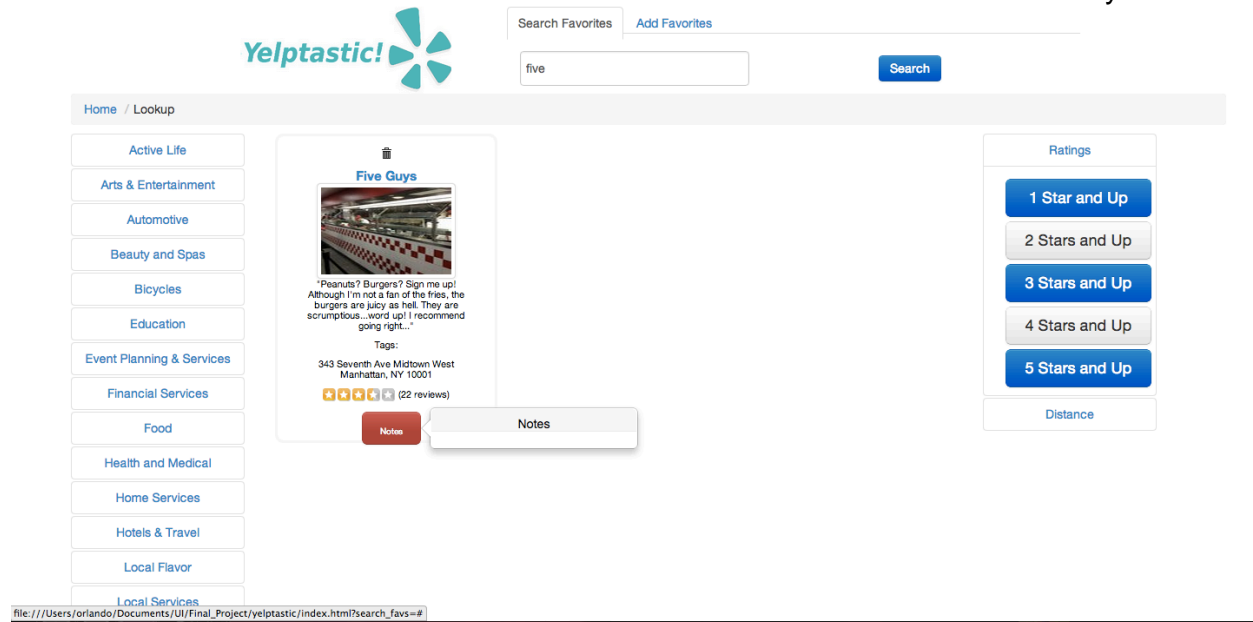 y
Search Favorites
Add Favorites
Yelptastic!
five
Search
Home / Lookup
Active Life
Arts & Entertainment
Automotive
Beauty and Spas
Bicycles
Education
Event Planning & Services
Financial Services
Food
Health and Medical
Home Services
Hotels & Travel
Local Flavor
Local Services
Five Guys
"Peanuts? Burgers? Sign me up!
Although I'm not a fan of the fries, the
burgers are juicy as hell. They are
scrumptious...word up! I recommend
going right..."
Tags:
343 Seventh Ave Midtown West
Manhattan, NY 10001
(22 reviews)
Notes
Notes
Ratings
1 Star and Up
2 Stars and Up
3 Stars and Up
4 Stars and Up
5 Stars and Up
Distance
file:///Users/orlando/Documents/UI/Final_Project/yelptastic/index.html?search_favs=#